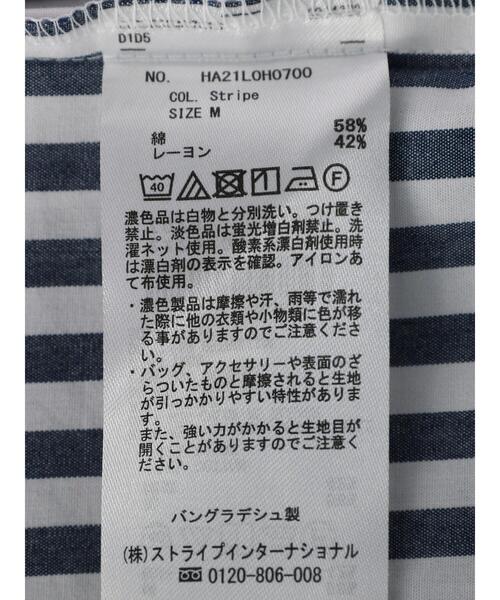 D1D5
NO. HA21L0H0700
COL. Stripe
SIZE M
綿 58%
レーヨン 42%
40 F
濃色品は白物と分別洗い。つけ置き
禁止。淡色品は蛍光増白剤禁止。洗
濯ネット使用。酸素系漂白剤使用時
は漂白剤の表示を確認。アイロンあ
て布使用。
・濃色製品は摩擦や汗、雨等で濡れ
た際に他の衣類や小物類に色が移
る事がありますのでご注意くださ
い。
・バッグ、アクセサリーや表面のざ
らついたものと摩擦されると生地
が引っかかりやすい特性がありま
す。
また、強い力がかかると生地目が
開くことがありますのでご注意く
ださい。
バングラデシュ製
(株)ストライプインターナショナル
0120-806-008